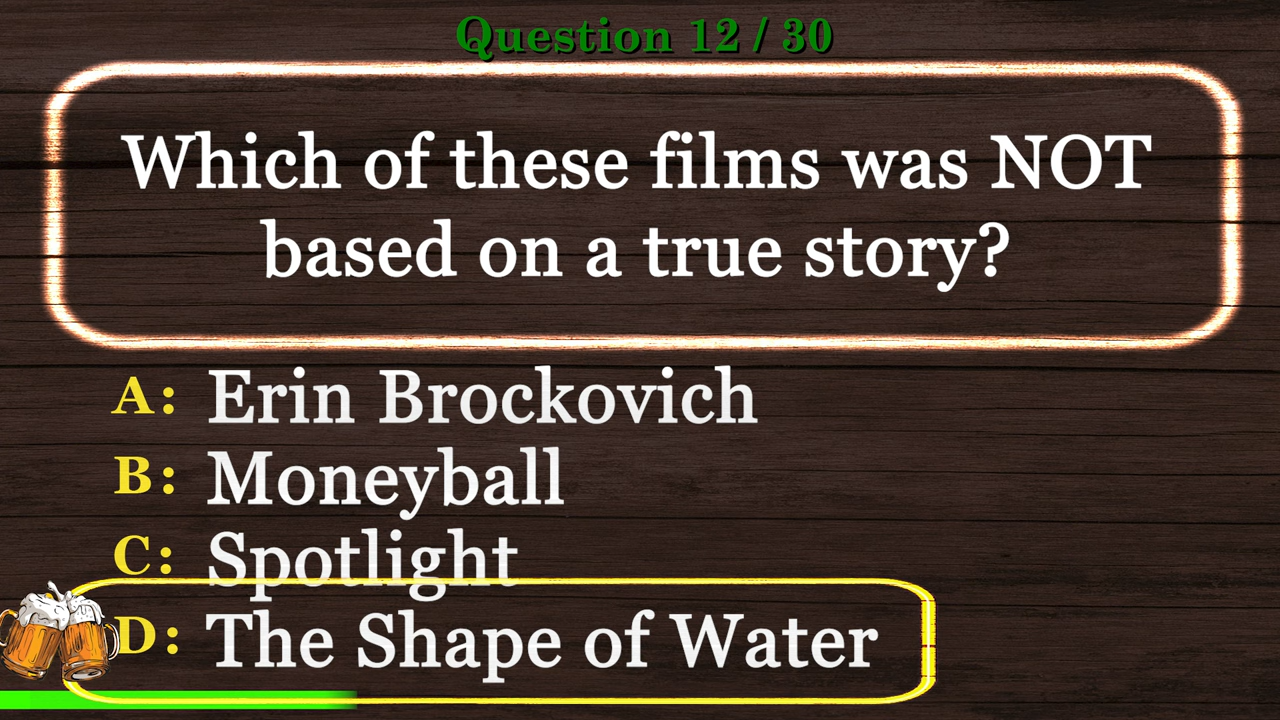 Question 12 / 30
Which of these films was NOT
based on a true story?
A: Erin Brockovich
B: Moneyball
C: Spotlight
D: The Shape of Water